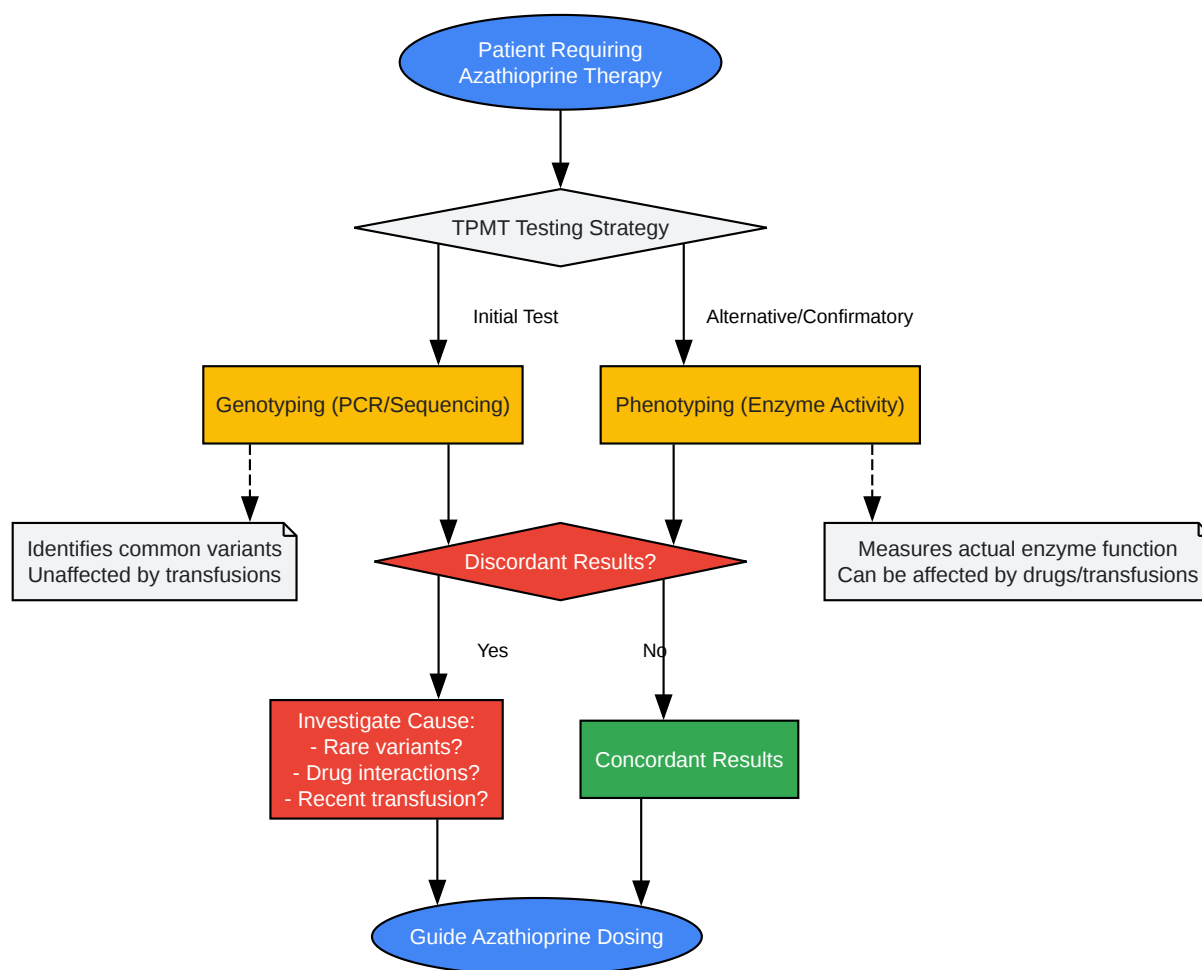 Patient Requiring
Azathioprine Therapy
TPMT Testing Strategy
Initial Test
Alternative/Confirmatory
Genotyping (PCR/Sequencing)
Phenotyping (Enzyme Activity)
Identifies common variants
Unaffected by transfusions
Discordant Results?
Measures actual enzyme function
Can be affected by drugs/transfusions
Yes
No
Investigate Cause:
- Rare variants?
- Drug interactions?
- Recent transfusion?
Concordant Results
Guide Azathioprine Dosing